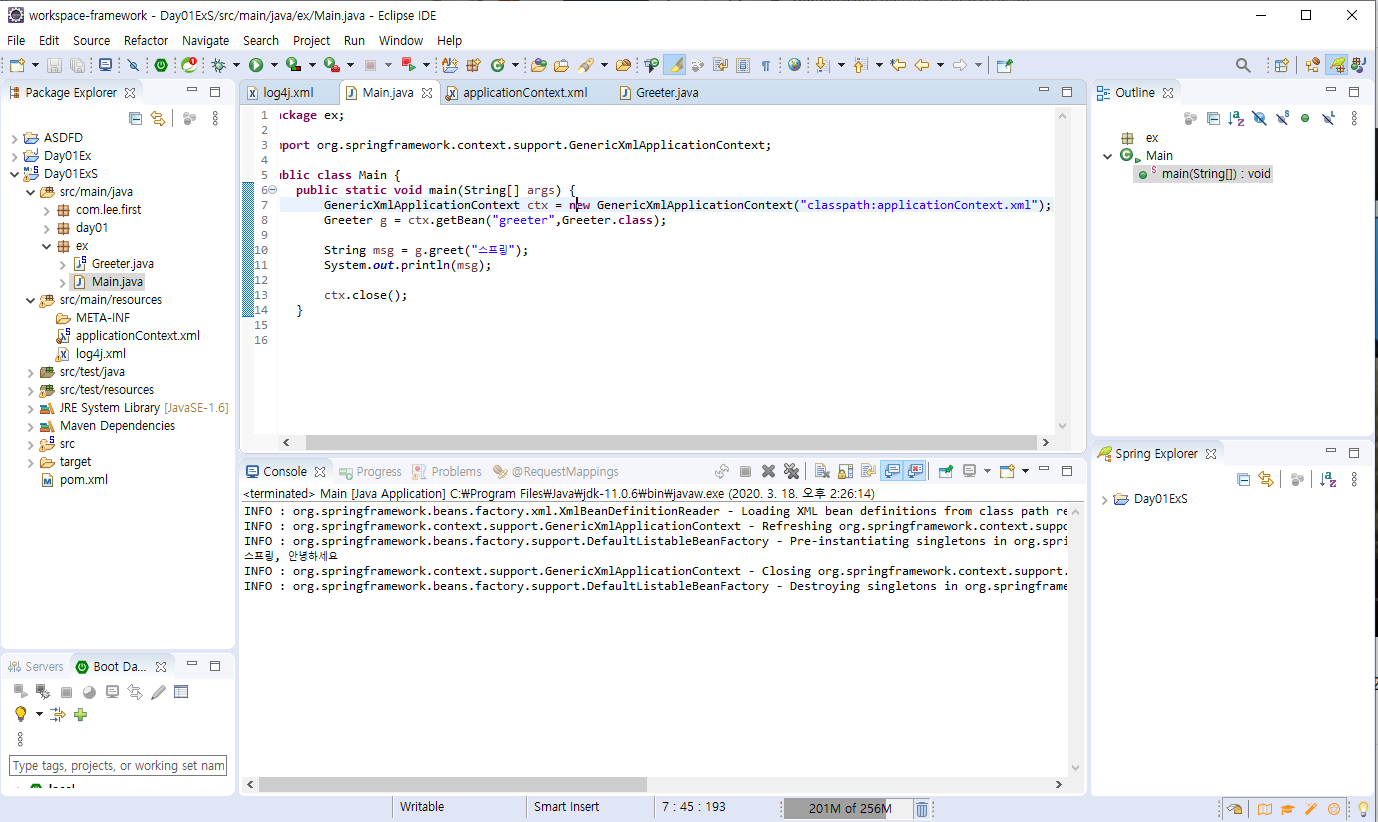 workspace-framework - Day01ExS/src/main/java/ex/Main.java - Eclipse IDE
File Edit Source Refactor Navigate Search Project Run Window Help
Package Explorer
ASDFD
Day01Ex
Day01ExS
src/main/java
com.lee.first
day01
ex
Greeter.java
Main.java
src/main/resources
META-INF
applicationContext.xml
log4j.xml
src/test/java
src/test/resources
JRE System Library [JavaSE-1.6]
Maven Dependencies
src
target
pom.xml
Servers Boot Da...
Type tags, projects, or working set nam
log4j.xml Main.java applicationContext.xml Greeter.java
1 ckage ex;
2
3 port org.springframework.context.support.GenericXmlApplicationContext;
4
5 blic class Main {
6 public static void main(String[] args) {
7 GenericXmlApplicationContext ctx = new GenericXmlApplicationContext("classpath:applicationContext.xml");
8 Greeter g = ctx.getBean("greeter",Greeter.class);
9
10 String msg = g.greet("스프링");
11 System.out.println(msg);
12
13 ctx.close();
14 }
15
16
Console Progress Problems @RequestMappings
<terminated> Main [Java Application] C:₩Program Files₩Java₩jdk-11.0.6₩bin₩javaw.exe (2020. 3. 18. 오후 2:26:14)
INFO : org.springframework.beans.factory.xml.XmlBeanDefinitionReader - Loading XML bean definitions from class path re
INFO : org.springframework.context.support.GenericXmlApplicationContext - Refreshing org.springframework.context.suppo
INFO : org.springframework.beans.factory.support.DefaultListableBeanFactory - Pre-instantiating singletons in org.spri
스프링, 안녕하세요
INFO : org.springframework.context.support.GenericXmlApplicationContext - Closing org.springframework.context.support.
INFO : org.springframework.beans.factory.support.DefaultListableBeanFactory - Destroying singletons in org.springframe
Outline
ex
Main
main(String[]) : void
Spring Explorer
Day01ExS
Writable Smart Insert 7 : 45 : 193 201M of 256M